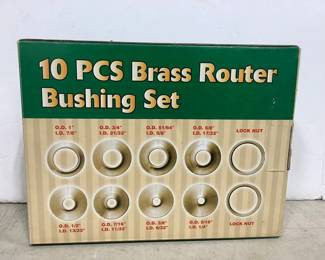 10 PCS Brass Router
Bushing Set
O.D. 1" O.D. 3/4" O.D. 51/64" O.D. 5/8"
I.D. 7/8" I.D. 21/32" I.D. 5/8" I.D. 17/32" LOCK NUT
O.D. 1/2" O.D. 7/16" O.D. 3/8" O.D. 5/16"
I.D. 13/32" I.D. 11/32" I.D. 9/32" I.D. 1/4" LOCK NUT